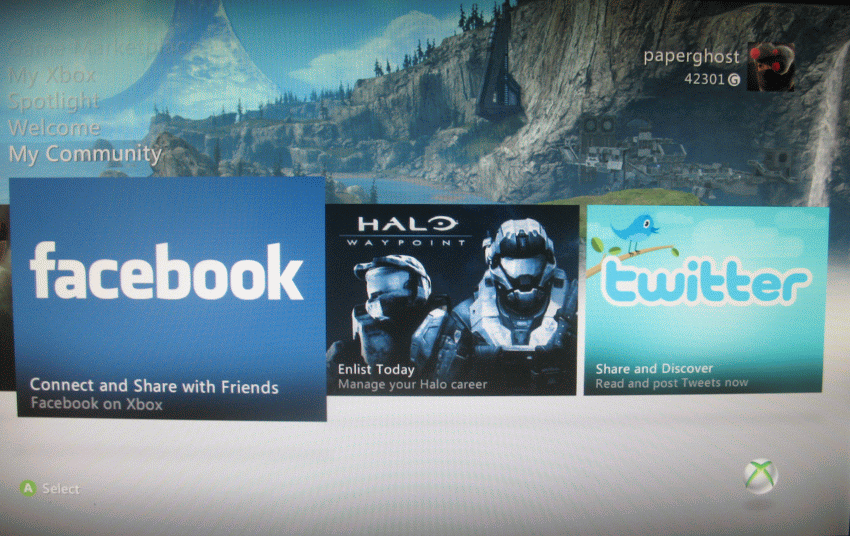 Game Marketplace
My Xbox
Spotlight
Welcome
My Community
paperghost
42301 G
facebook
Connect and Share with Friends
Facebook on Xbox
HALO
WAYPOINT
Enlist Today
Manage your Halo career
twitter
Share and Discover
Read and post Tweets now
A Select